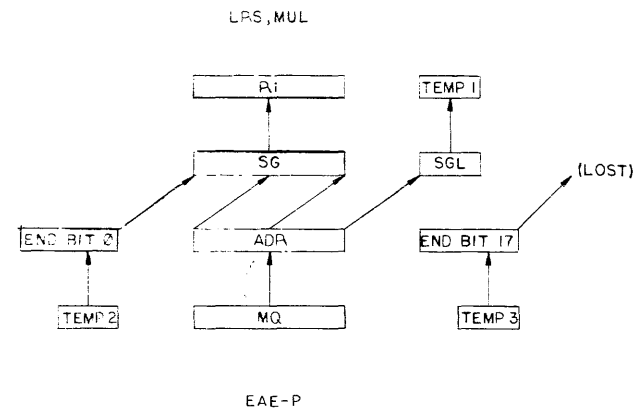 LRS, MUL
RI
TEMP 1
SG
SGL
(LOST)
END BIT Ø
ADR
END BIT 17
TEMP 2
MQ
TEMP 3
EAE-P